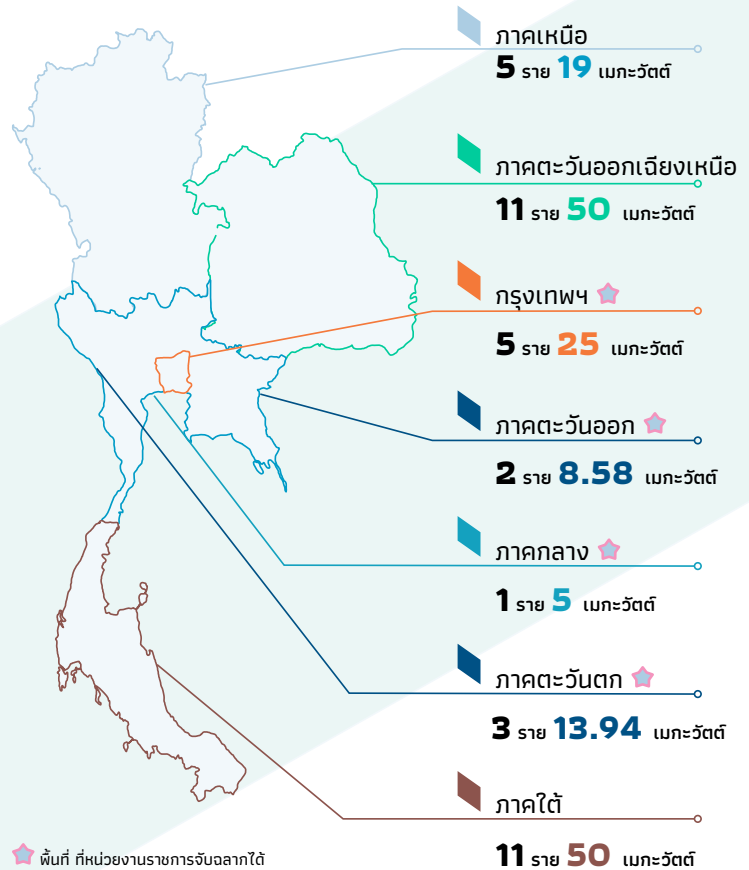 ภาคเหนือ
5 ราย 19 เมกะวัตต์
ภาคตะวันออกเฉียงเหนือ
11 ราย 50 เมกะวัตต์
กรุงเทพฯ
5 ราย 25 เมกะวัตต์
ภาคตะวันออก
2 ราย 8.58 เมกะวัตต์
ภาคกลาง
1 ราย 5 เมกะวัตต์
ภาคตะวันตก
3 ราย 13.94 เมกะวัตต์
ภาคใต้
11 ราย 50 เมกะวัตต์
พื้นที่ ที่หน่วยงานราชการจับฉลากได้